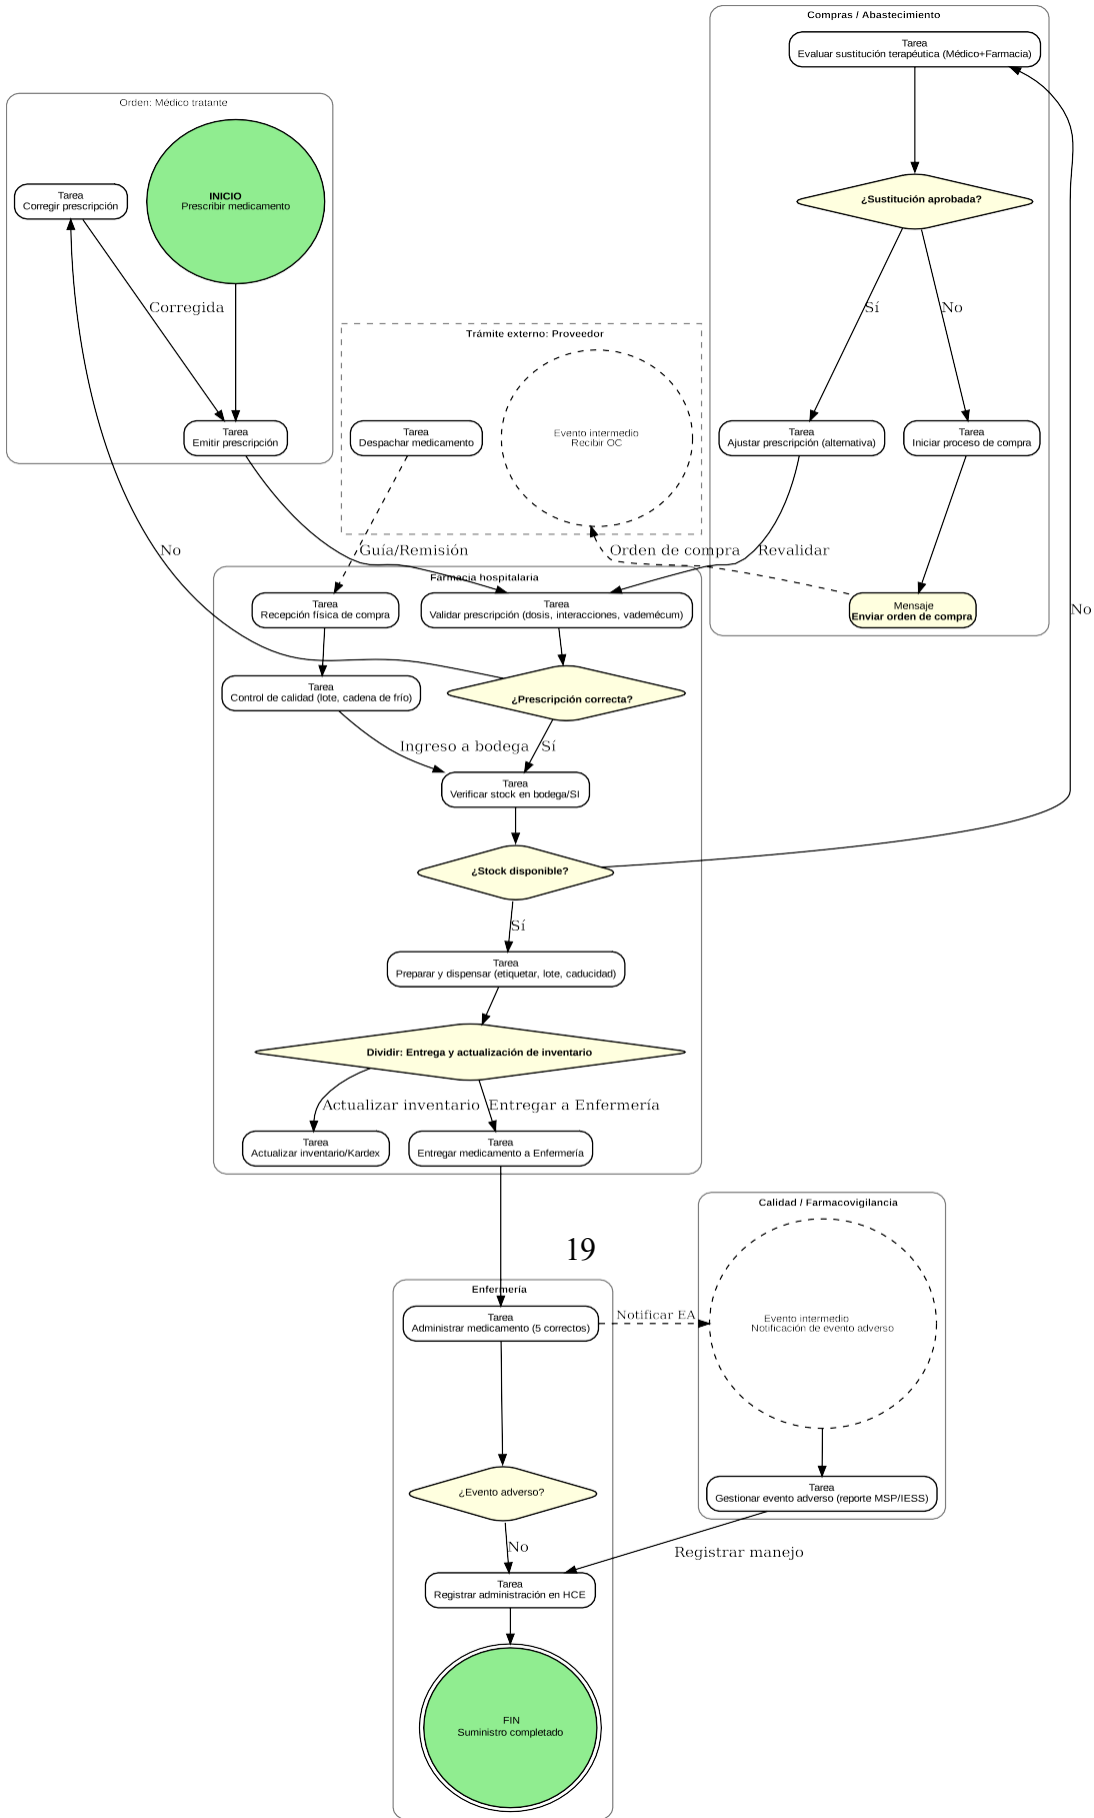 Compras / Abastecimiento
Tarea
Evaluar sustitución terapéutica (Médico+Farmacia)
Orden: Médico tratante
INICIO
Prescribir medicamento
Tarea
Corregir prescripción
¿Sustitución aprobada?
Corregida
Sí
No
Trámite externo: Proveedor
Tarea
Emitir prescripción
Tarea
Despachar medicamento
Evento intermedio
Recibir OC
Tarea
Ajustar prescripción (alternativa)
Tarea
Iniciar proceso de compra
No
Guía/Remisión
Orden de compra
Revalidar
Farmacia hospitalaria
Tarea
Recepción física de compra
Tarea
Validar prescripción (dosis, interacciones, vademécum)
Mensaje
Enviar orden de compra
No
Tarea
Control de calidad (lote, cadena de frío)
¿Prescripción correcta?
Ingreso a bodega
Sí
Tarea
Verificar stock en bodega/SI
¿Stock disponible?
Sí
Tarea
Preparar y dispensar (etiquetar, lote, caducidad)
Dividir: Entrega y actualización de inventario
Actualizar inventario
Entregar a Enfermería
Tarea
Actualizar inventario/Kardex
Tarea
Entregar medicamento a Enfermería
Calidad / Farmacovigilancia
19
Enfermería
Tarea
Administrar medicamento (5 correctos)
Notificar EA
Evento intermedio
Notificación de evento adverso
¿Evento adverso?
Tarea
Gestionar evento adverso (reporte MSP/IESS)
No
Registrar manejo
Tarea
Registrar administración en HCE
FIN
Suministro completado